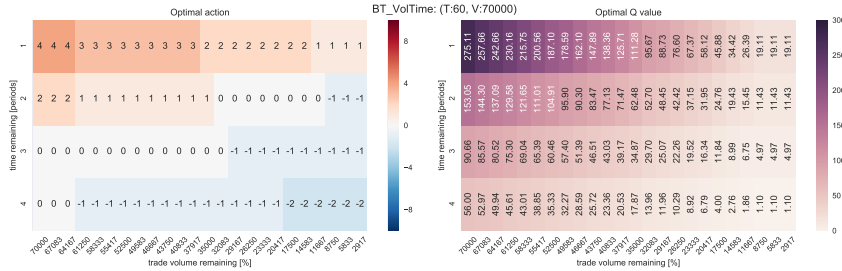 BT_VolTime: (T:60, V:70000)
Optimal action
time remaining [periods]
1 4 4 4 3 3 3 3 3 3 3 3 3 2 2 2 2 2 2 2 2 1 1 1 1
2 2 2 2 1 1 1 1 1 1 1 1 1 1 0 0 0 0 0 0 0 0 -1 -1 -1
3 0 0 0 0 0 0 0 0 0 0 0 0 0 0 -1 -1 -1 -1 -1 -1 -1 -1 -1 -1
4 0 0 0 -1 -1 -1 -1 -1 -1 -1 -1 -1 -1 -1 -1 -1 -1 -1 -2 -2 -2 -2 -2 -2
70000 67083 64167 61250 58333 55417 52500 49583 46667 43750 40833 37917 35000 32083 29167 26250 23333 20417 17500 14583 11667 8750 5833 2917
trade volume remaining [%]
8
4
0
-4
-8
Optimal Q value
time remaining [periods]
1 275.11 257.66 242.66 230.16 215.75 200.56 187.10 178.59 162.10 147.89 138.36 125.71 111.28 95.67 88.73 76.60 67.37 58.12 45.88 34.42 26.39 19.11 19.11 19.11
2 153.05 144.30 137.09 129.58 121.65 111.01 104.91 95.90 90.30 83.47 77.13 71.47 62.48 52.70 48.45 42.42 37.16 31.95 24.76 19.43 15.45 11.43 11.43 11.43
3 90.66 85.57 80.52 75.30 69.04 65.39 60.46 57.40 51.39 46.51 43.03 39.17 34.87 29.70 25.07 22.26 19.52 16.34 11.84 8.99 6.75 4.97 4.97 4.97
4 56.00 52.97 49.94 45.61 43.01 38.85 35.33 32.27 28.59 25.72 23.36 20.53 17.87 13.96 11.96 10.29 8.92 6.79 4.00 2.76 1.86 1.10 1.10 1.10
70000 67083 64167 61250 58333 55417 52500 49583 46667 43750 40833 37917 35000 32083 29167 26250 23333 20417 17500 14583 11667 8750 5833 2917
trade volume remaining [%]
300
250
200
150
100
50
0